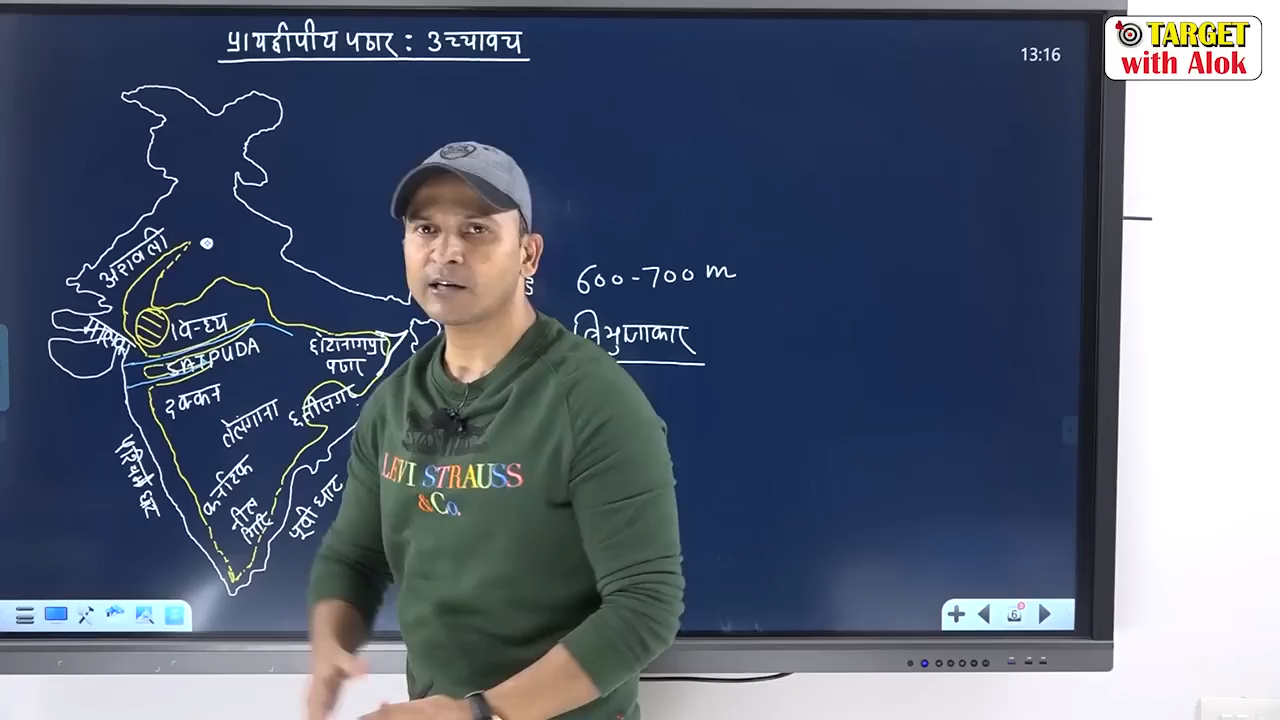 प्रायद्वीपीय पठार : उच्चावच
13:16
TARGET
with Alok
अरावली
मालवा
विन्ध्य
SATPUDA
छोटानागपुर
पठार
दक्कन
तेलंगाना
छत्तीसगढ़
कर्नाटक
नील
गिरि
पूर्वी घाट
600-700 m
त्रिभुजाकार
LEVI STRAUSS
& Co.
6